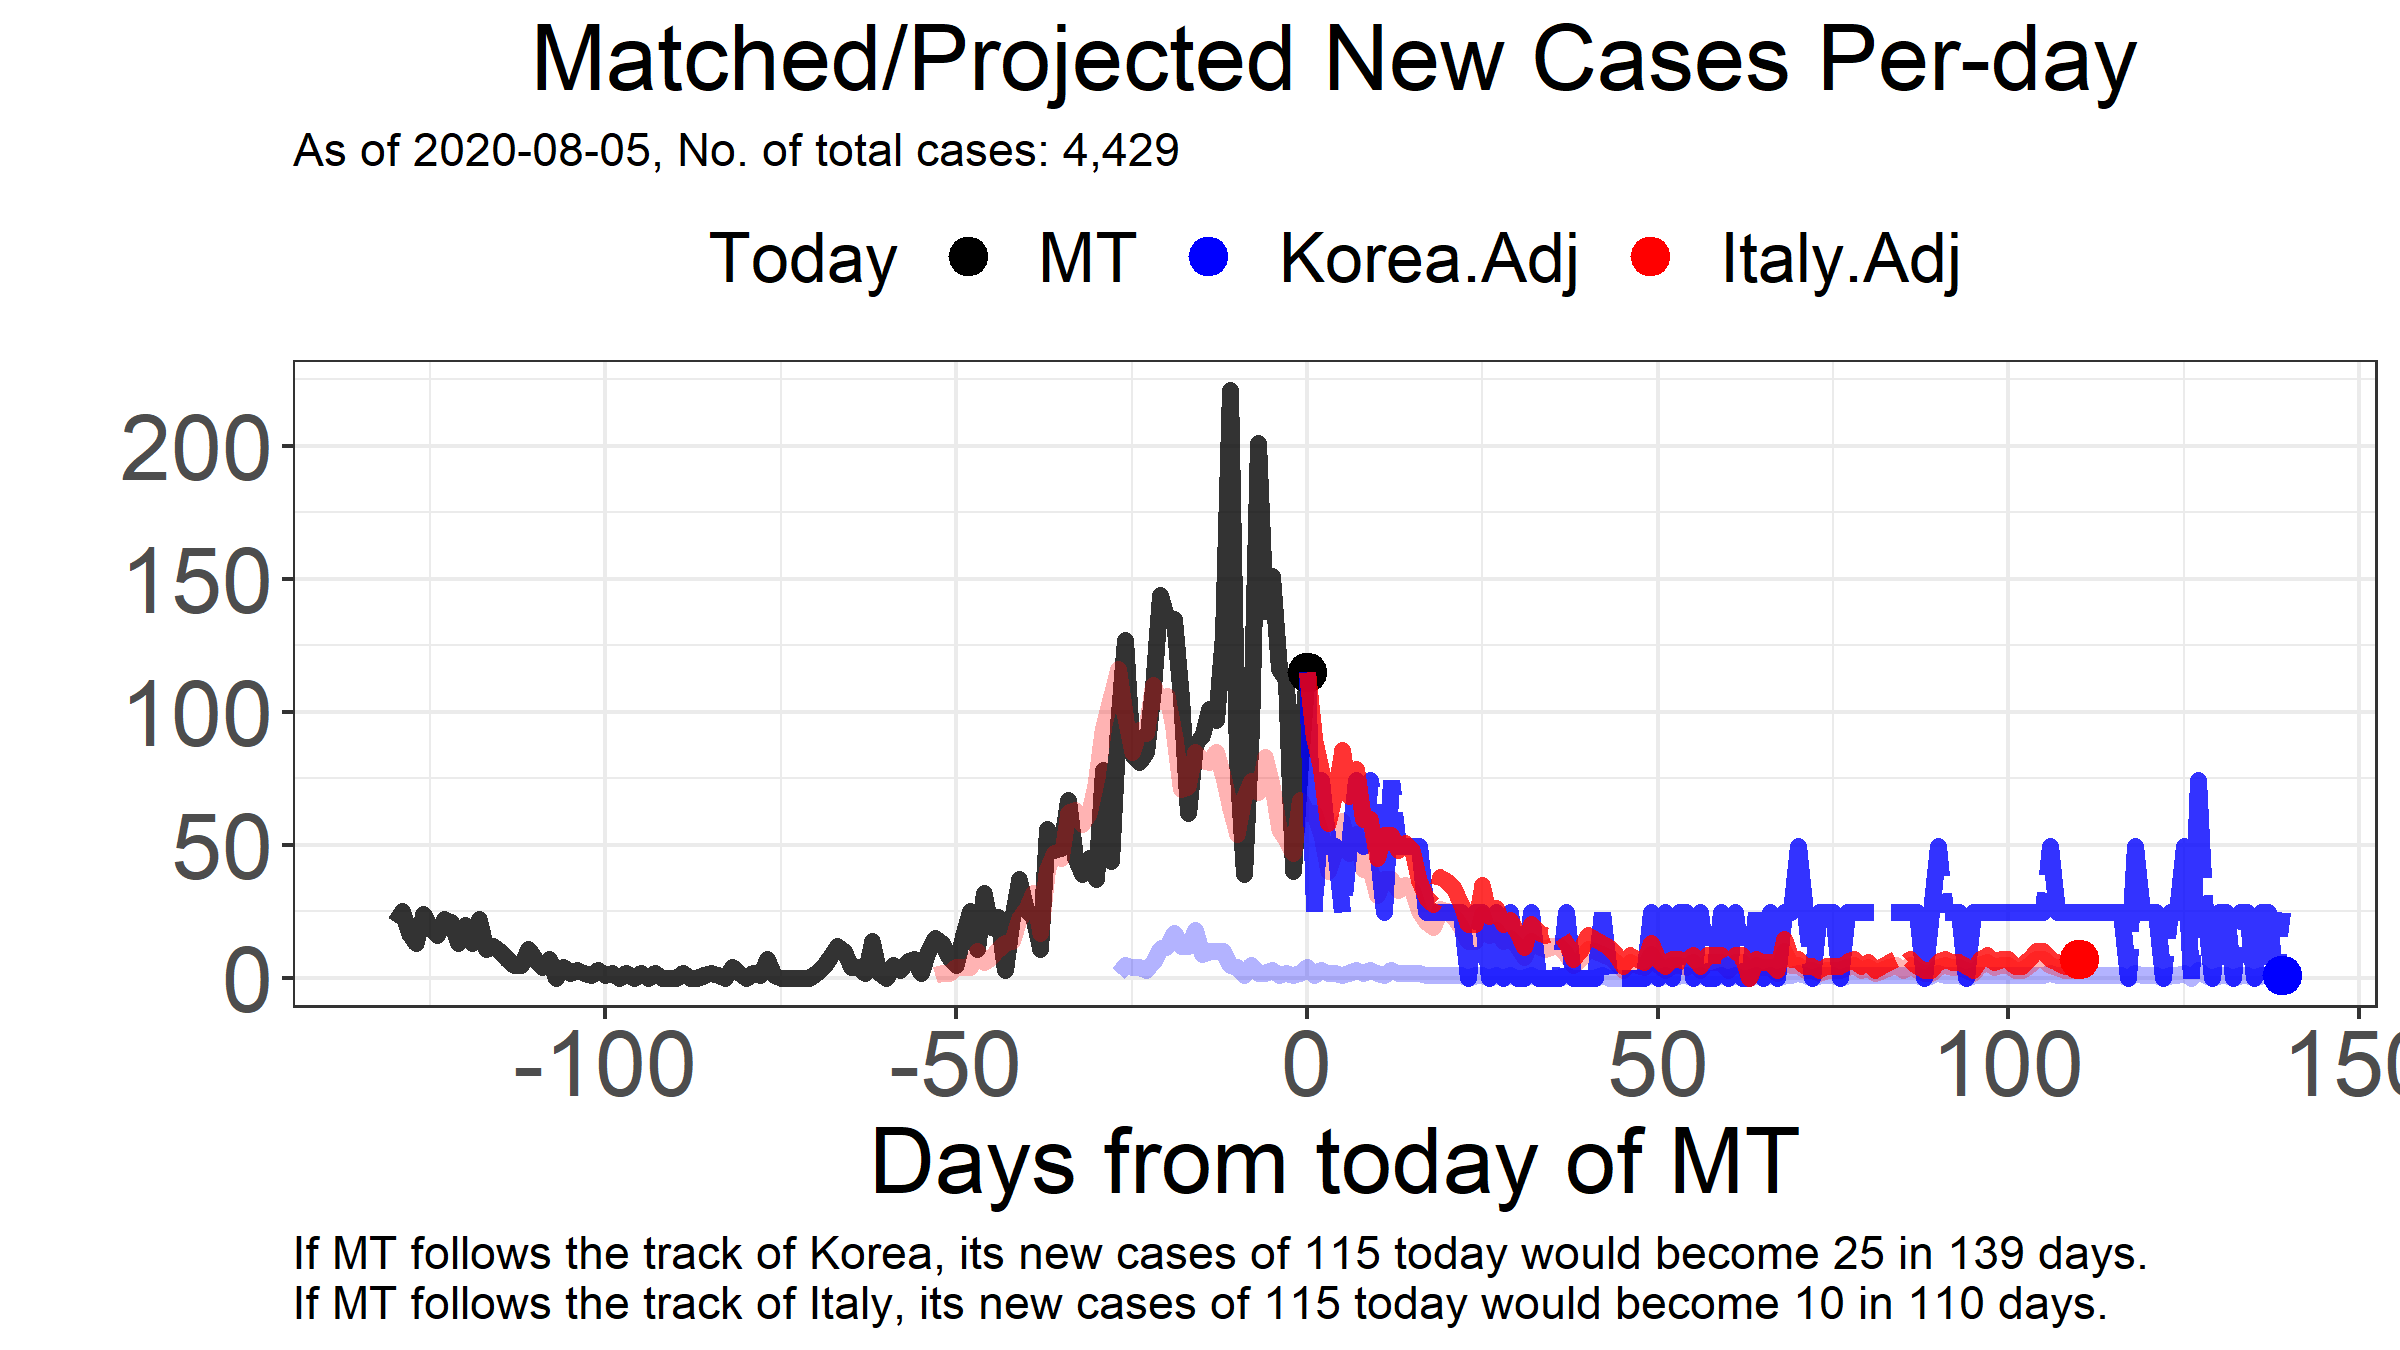 Matched/Projected New Cases Per-day
As of 2020-08-05, No. of total cases: 4,429
Today MT Korea.Adj Italy.Adj
200
150
100
50
0
-100 -50 0 50 100 150
Days from today of MT
If MT follows the track of Korea, its new cases of 115 today would become 25 in 139 days.
If MT follows the track of Italy, its new cases of 115 today would become 10 in 110 days.